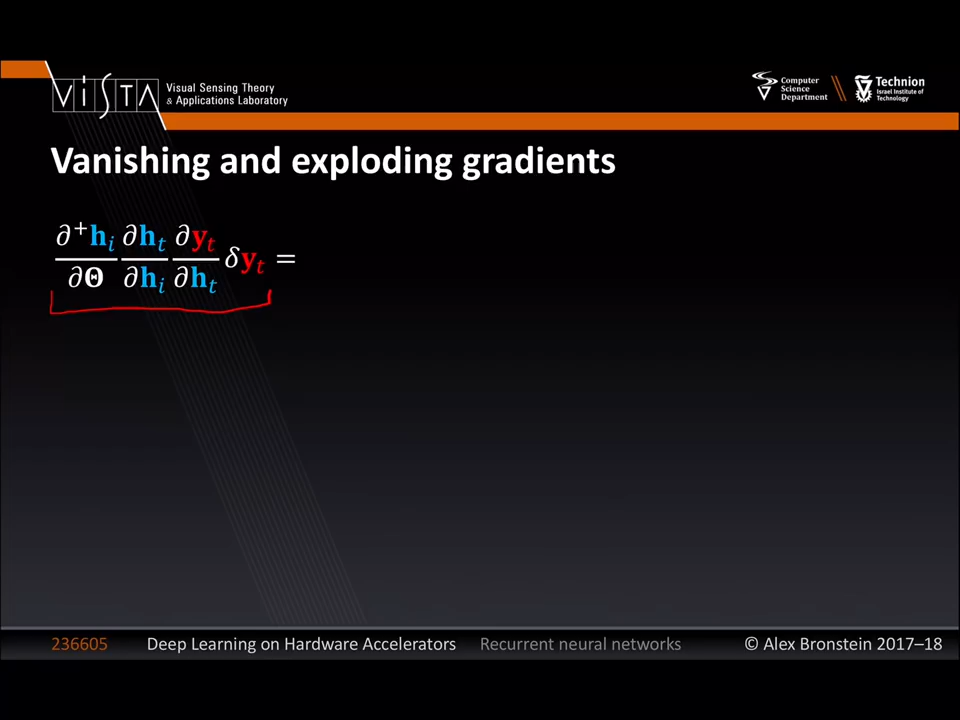 ViSTA Visual Sensing Theory & Applications Laboratory
Computer Science Department
Technion Israel Institute of Technology
Vanishing and exploding gradients
∂⁺hᵢ/∂Θ ∂hₜ/∂hᵢ ∂yₜ/∂hₜ δyₜ =
236605 Deep Learning on Hardware Accelerators Recurrent neural networks © Alex Bronstein 2017–18